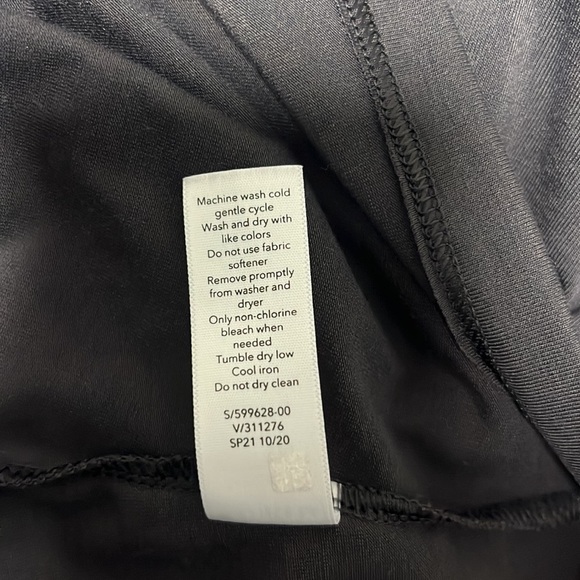 Machine wash cold
gentle cycle
Wash and dry with
like colors
Do not use fabric
softener
Remove promptly
from washer and
dryer
Only non-chlorine
bleach when
needed
Tumble dry low
Cool iron
Do not dry clean
S/599628-00
V/311276
SP21 10/20